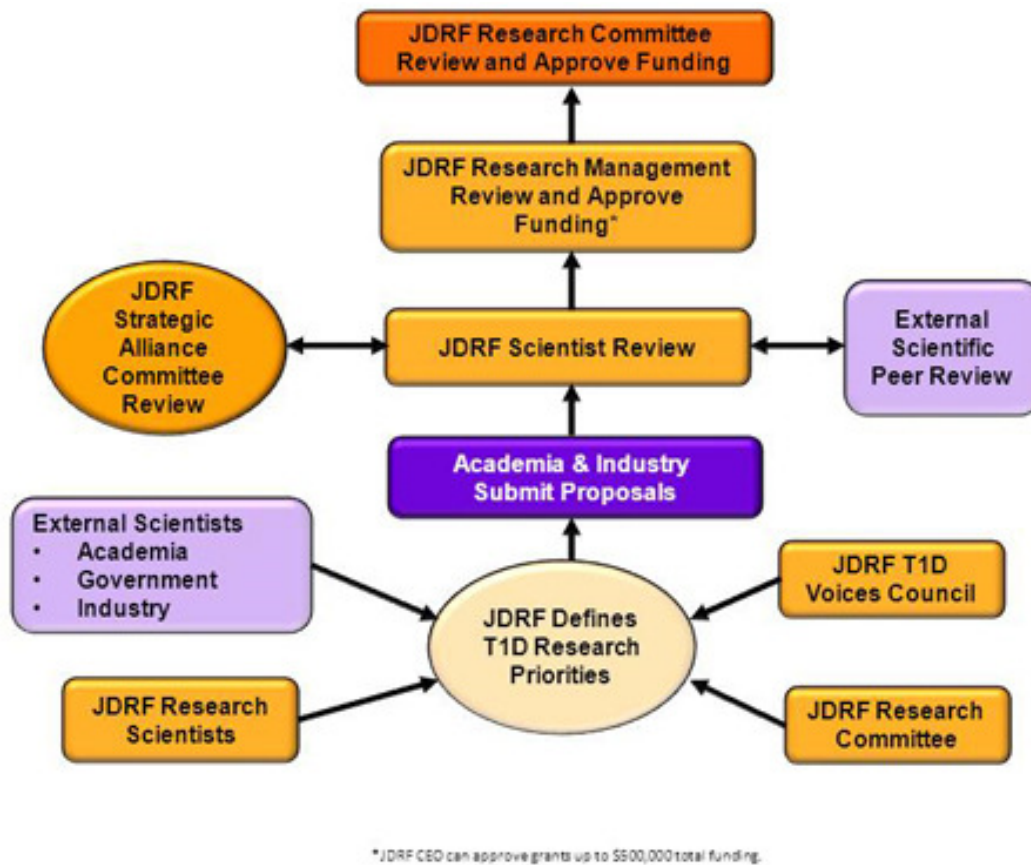 JDRF Research Committee
Review and Approve Funding
JDRF Research Management
Review and Approve
Funding*
JDRF
Strategic
Alliance
Committee
Review
JDRF Scientist Review
External
Scientific
Peer Review
Academia & Industry
Submit Proposals
External Scientists
• Academia
• Government
• Industry
JDRF Defines
T1D Research
Priorities
JDRF T1D
Voices Council
JDRF Research
Scientists
JDRF Research
Committee
*JDRF CEO can approve grants up to $500,000 total funding.